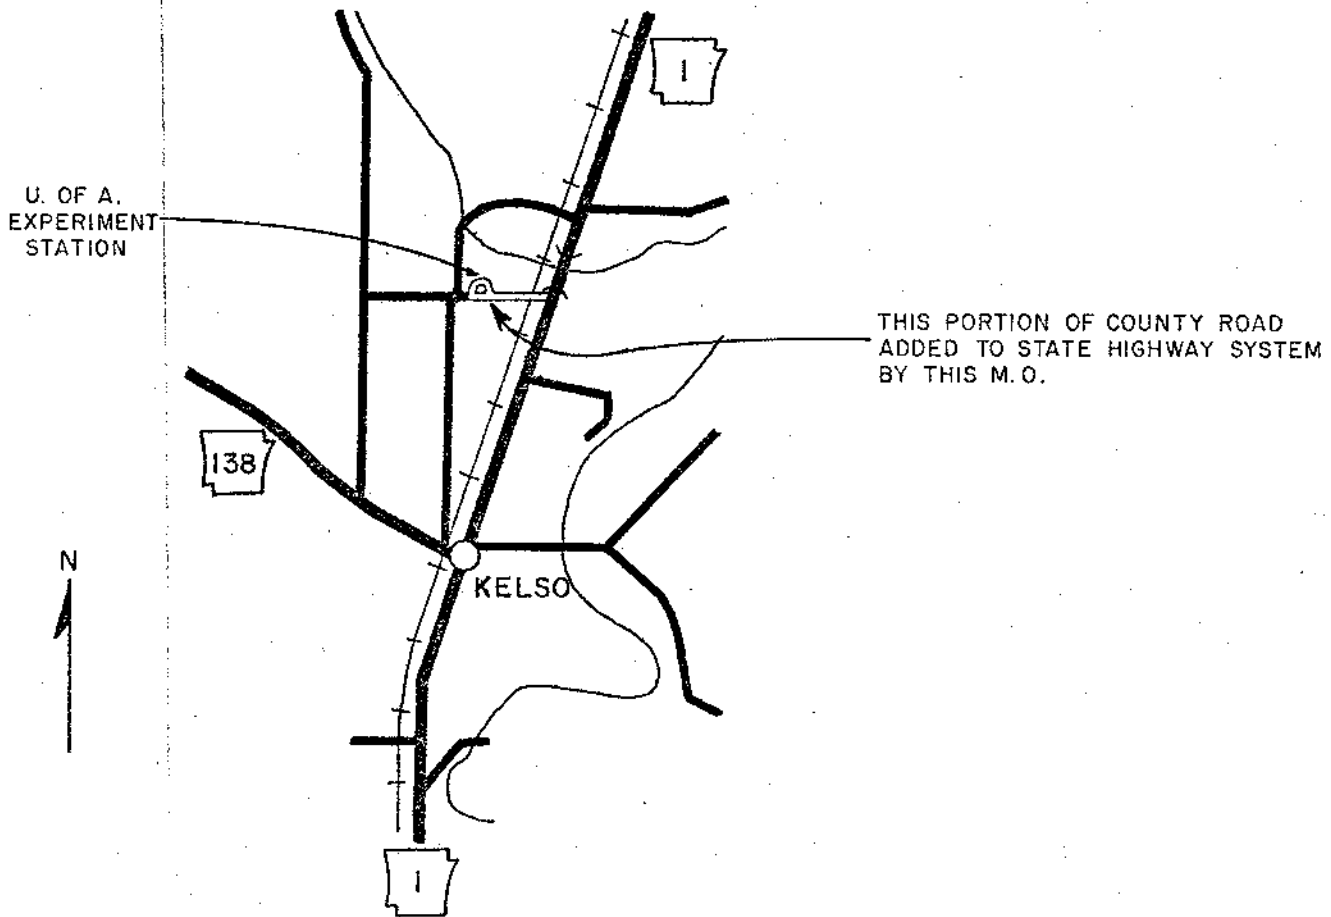 1
U. OF A.
EXPERIMENT
STATION
THIS PORTION OF COUNTY ROAD
ADDED TO STATE HIGHWAY SYSTEM
BY THIS M.O.
138
N
KELSO
1